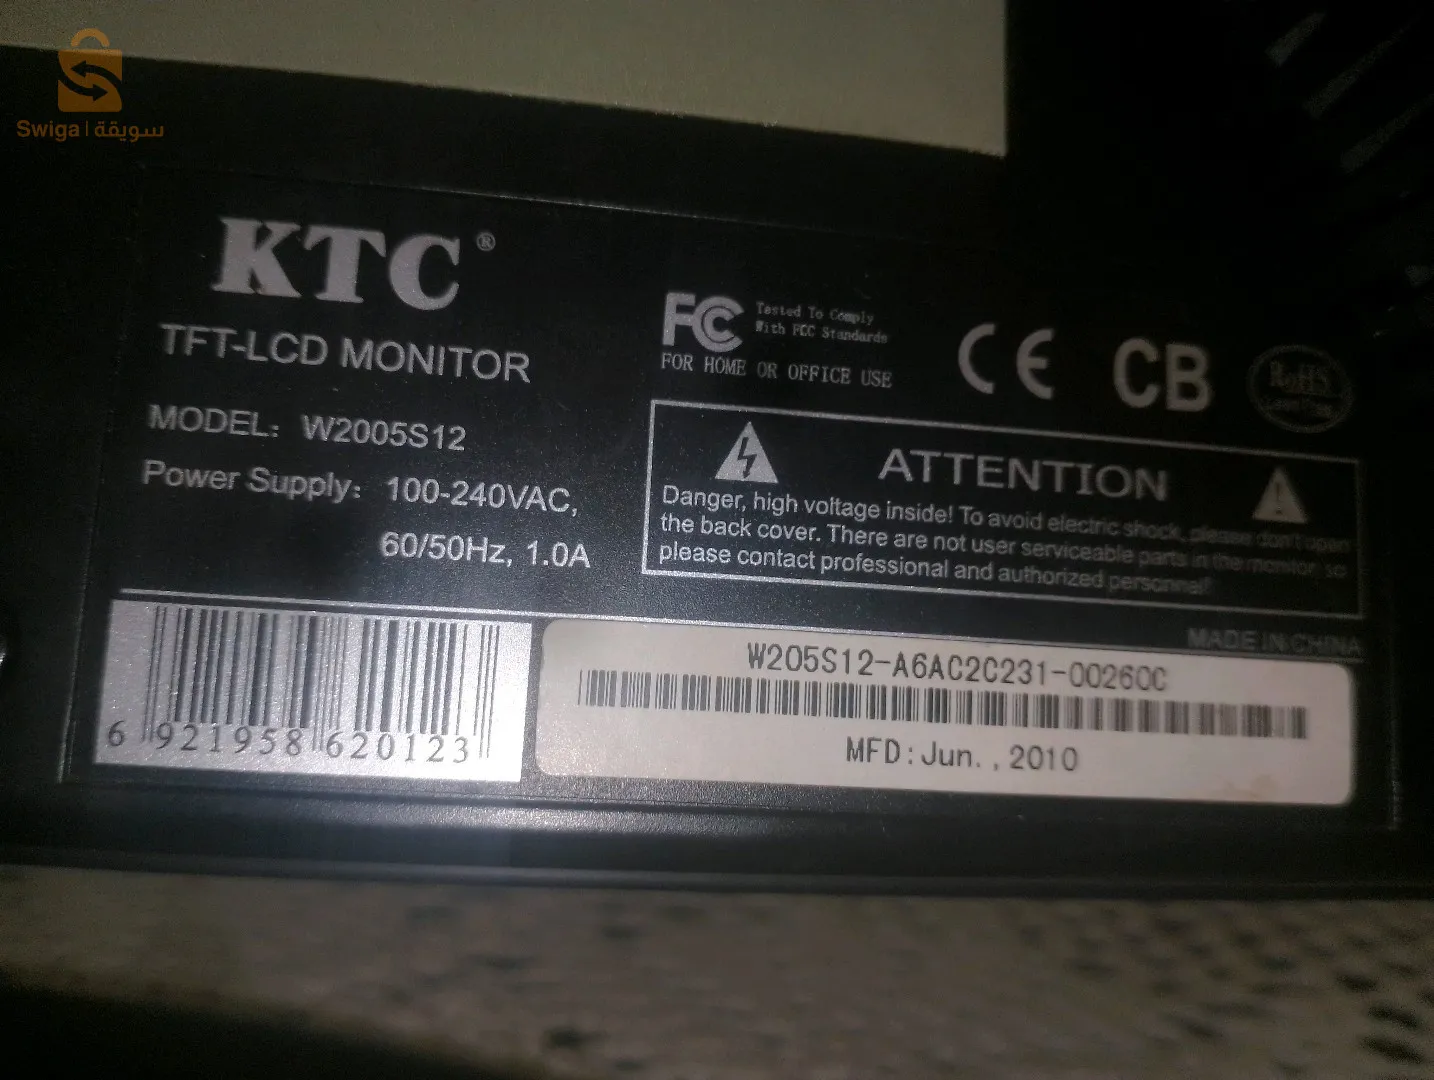 Swiga | سويقة
KTC®
TFT-LCD MONITOR
MODEL: W2005S12
Power Supply: 100-240VAC,
60/50Hz, 1.0A
FC Tested To Comply
With FCC Standards
FOR HOME OR OFFICE USE
CE
CB
RoHS
ATTENTION
Danger, high voltage inside! To avoid electric shock, please don't open
the back cover. There are not user serviceable parts in the monitor, so
please contact professional and authorized personnel!
MADE IN CHINA
6 921958 620123
W205S12-A6AC2C231-00260C
MFD:Jun.,2010